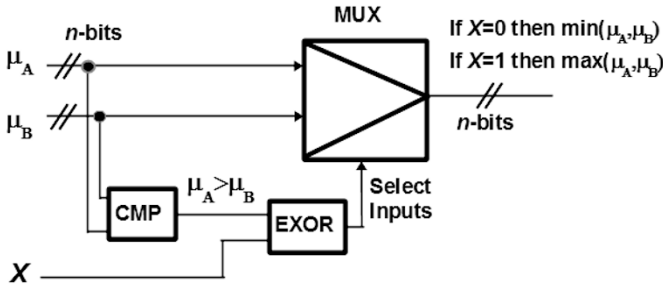 MUX
If X=0 then min(μA,μB)
If X=1 then max(μA,μB)
n-bits
μA
μB
n-bits
μA>μB
Select
Inputs
CMP
EXOR
X